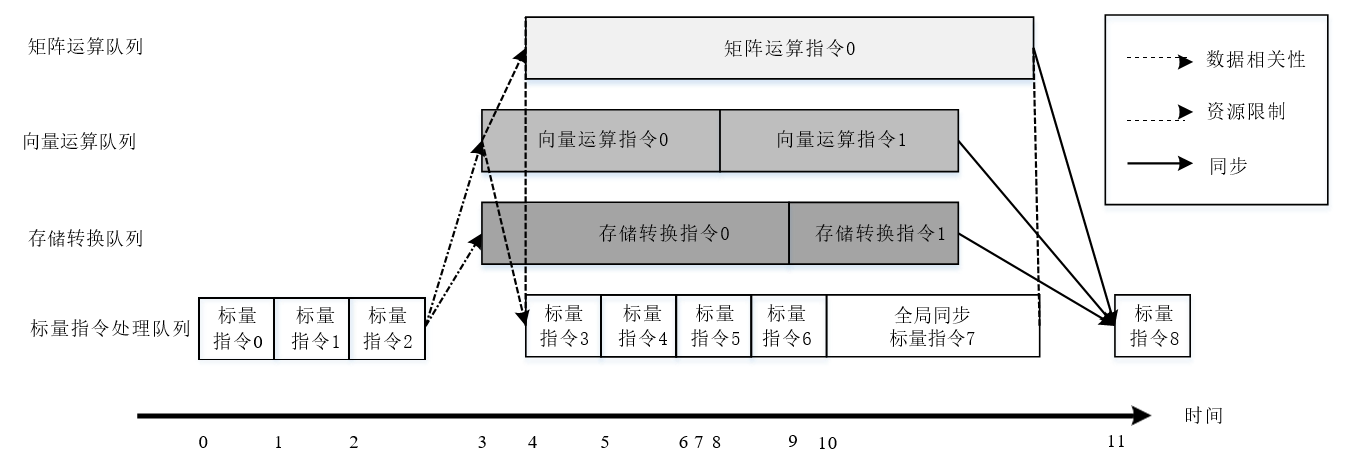 矩阵运算队列
矩阵运算指令0
数据相关性
资源限制
同步
向量运算队列
向量运算指令0
向量运算指令1
存储转换队列
存储转换指令0
存储转换指令1
标量指令处理队列
标量
指令0
标量
指令1
标量
指令2
标量
指令3
标量
指令4
标量
指令5
标量
指令6
全局同步
标量指令7
标量
指令8
时间
0 1 2 3 4 5 6 7 8 9 10 11